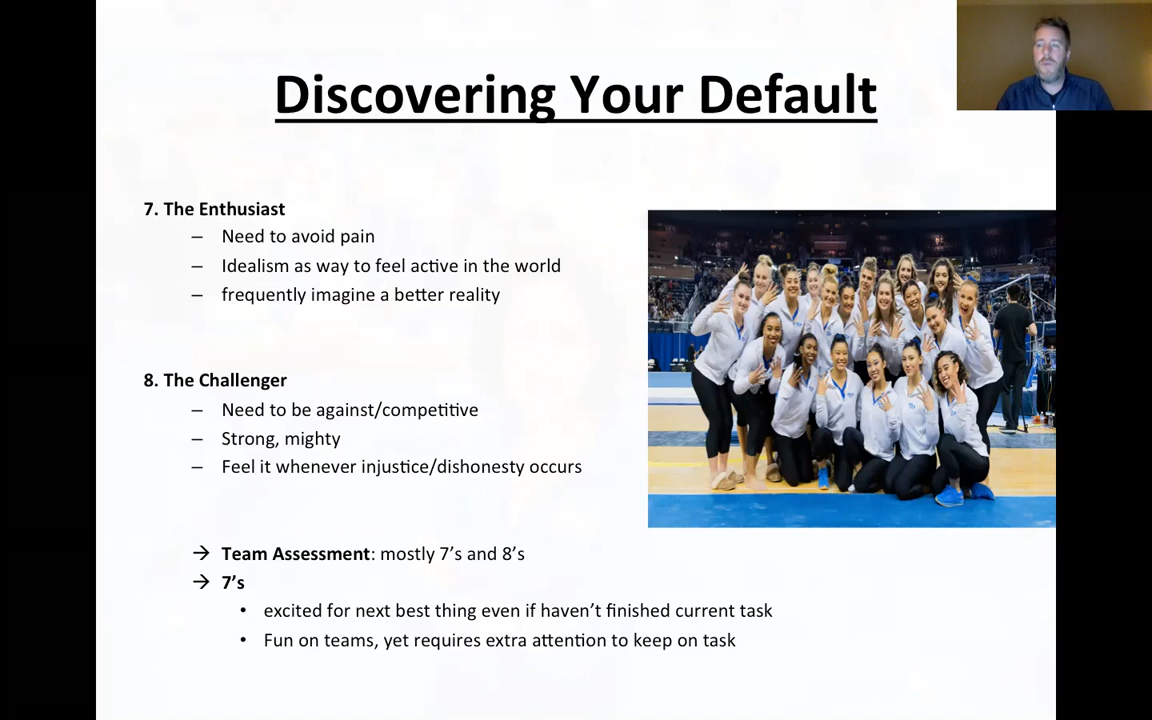 Discovering Your Default
7. The Enthusiast
– Need to avoid pain
– Idealism as way to feel active in the world
– frequently imagine a better reality
8. The Challenger
– Need to be against/competitive
– Strong, mighty
– Feel it whenever injustice/dishonesty occurs
→ Team Assessment: mostly 7’s and 8’s
→ 7’s
• excited for next best thing even if haven’t finished current task
• Fun on teams, yet requires extra attention to keep on task